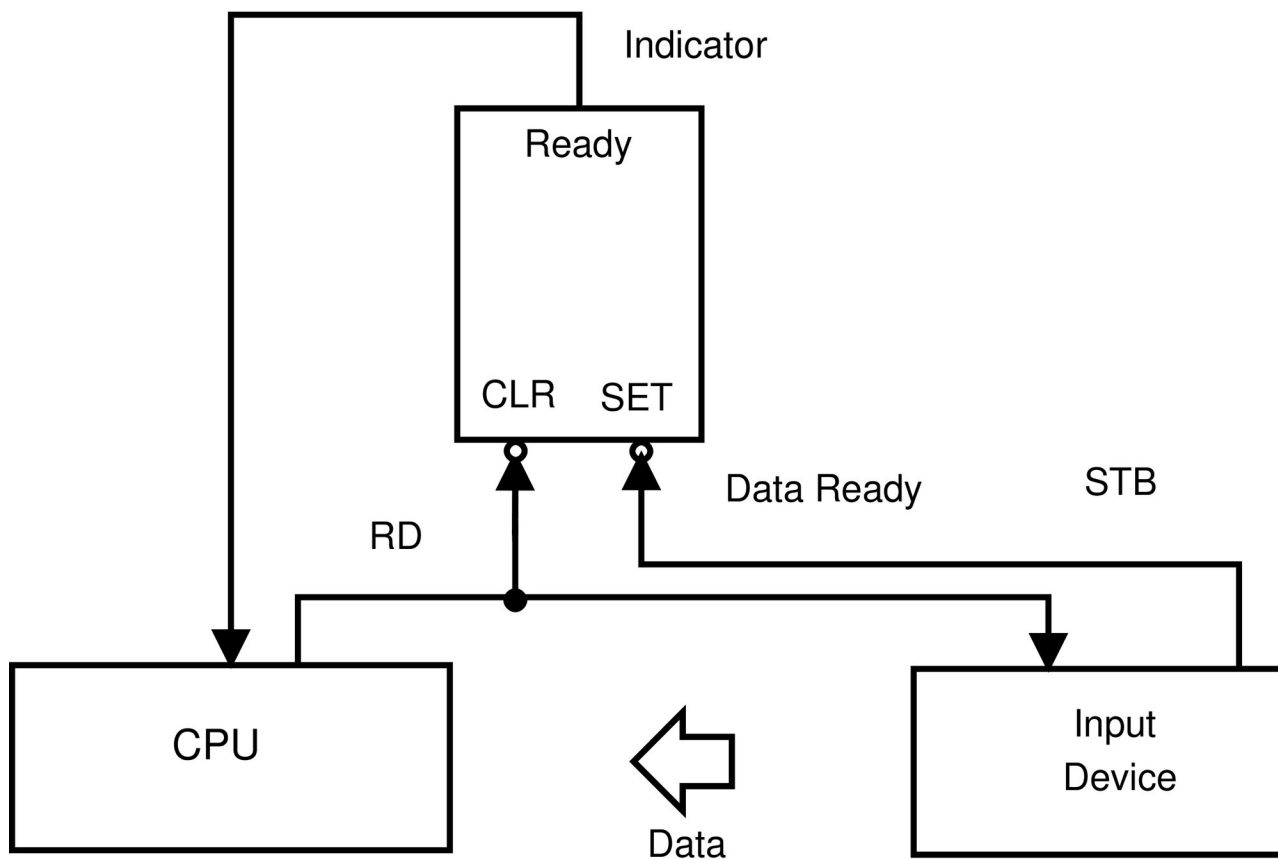 Indicator
Ready
CLR SET
Data Ready
STB
RD
CPU
Input
Device
Data